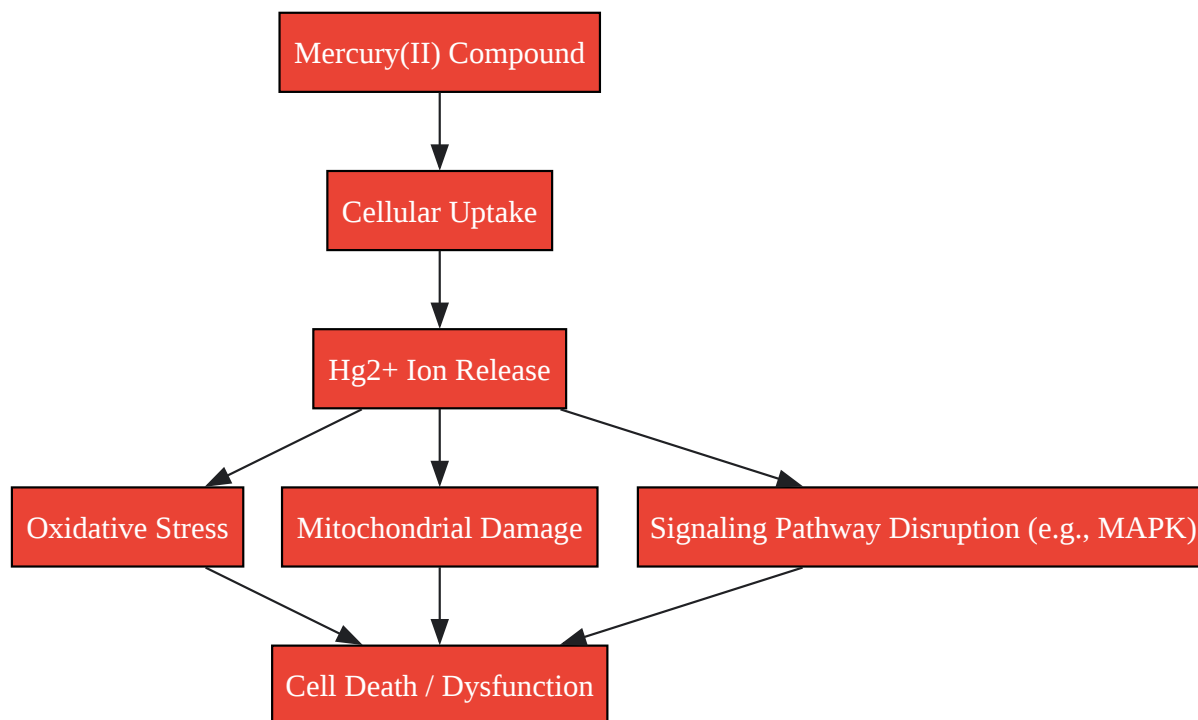 Mercury(II) Compound
Cellular Uptake
Hg2+ Ion Release
Oxidative Stress
Mitochondrial Damage
Signaling Pathway Disruption (e.g., MAPK)
Cell Death / Dysfunction